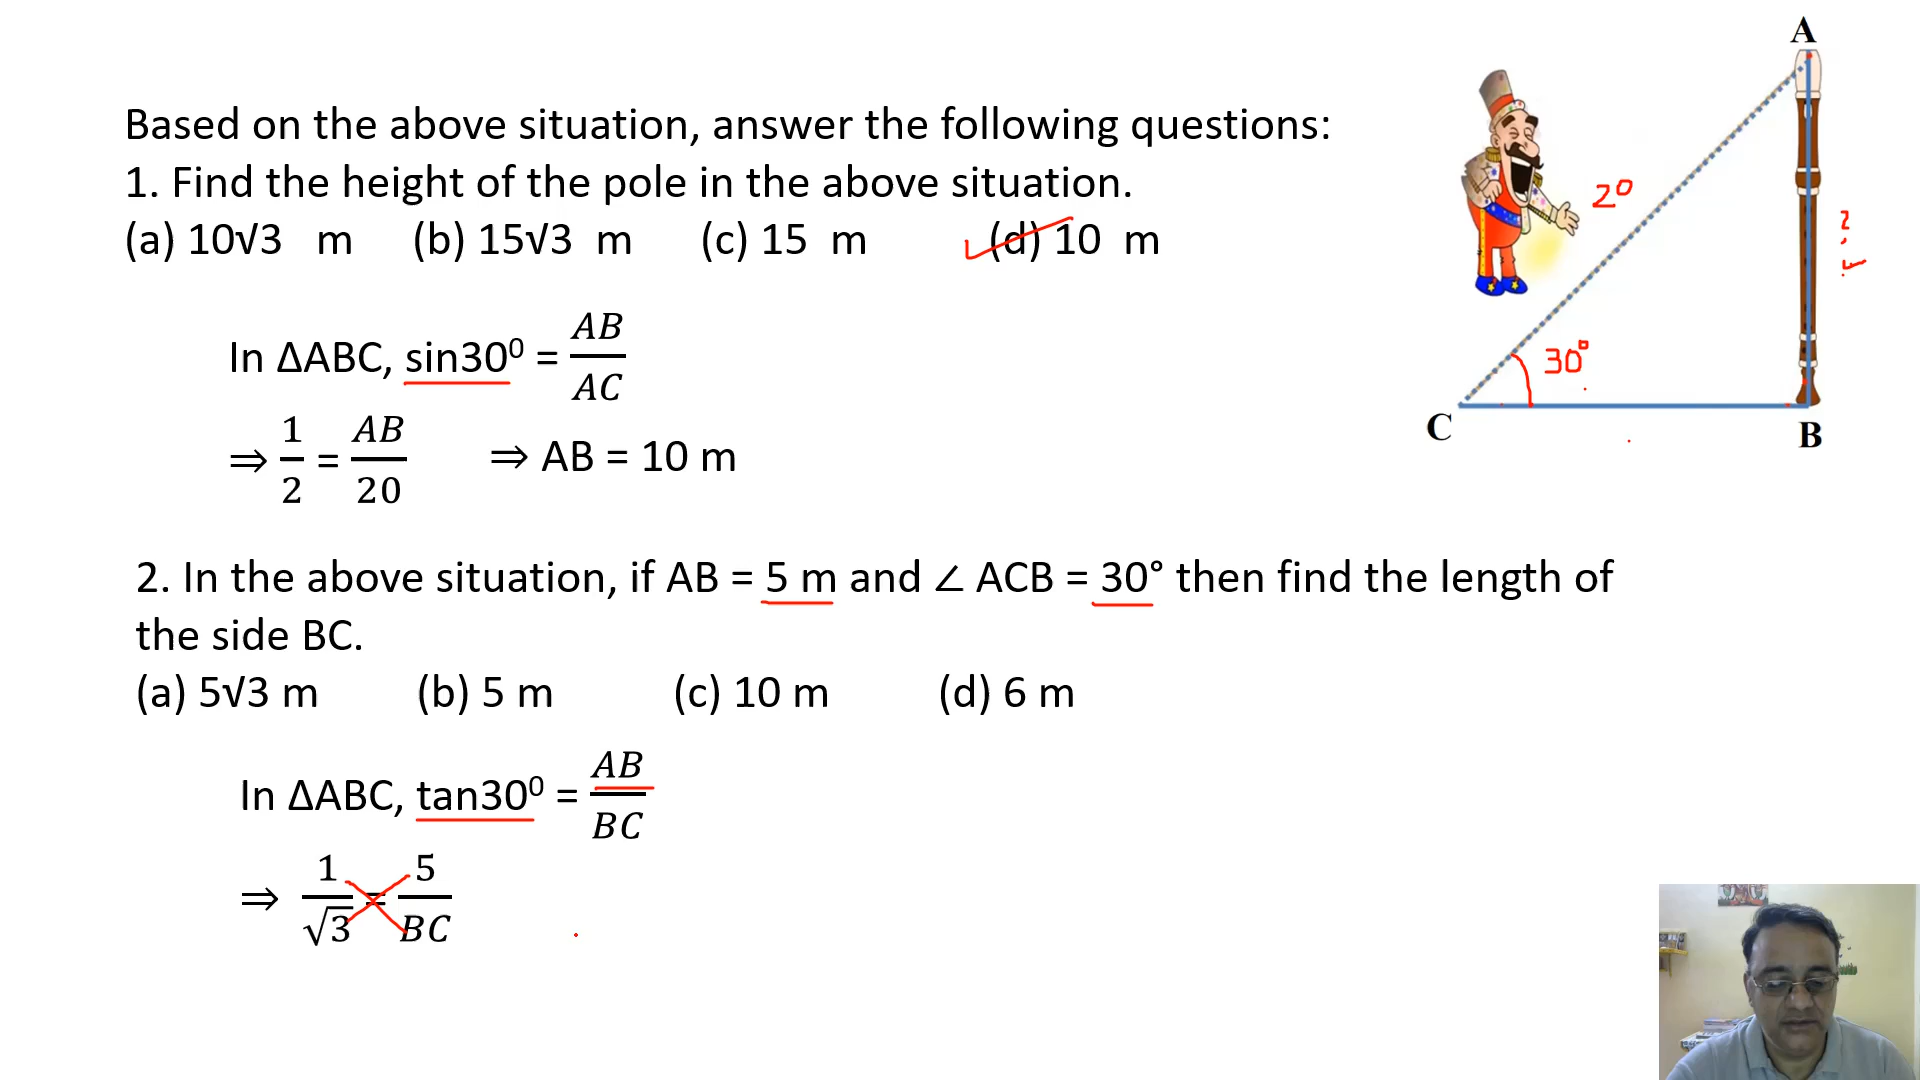 Based on the above situation, answer the following questions:
1. Find the height of the pole in the above situation.
(a) 10√3 m (b) 15√3 m (c) 15 m (d) 10 m
In ΔABC, sin30⁰ = AB/AC
⇒ 1/2 = AB/20 ⇒ AB = 10 m
2. In the above situation, if AB = 5 m and ∠ ACB = 30° then find the length of
the side BC.
(a) 5√3 m (b) 5 m (c) 10 m (d) 6 m
In ΔABC, tan30⁰ = AB/BC
⇒ 1/√3 = 5/BC
A
20
30°
C
B